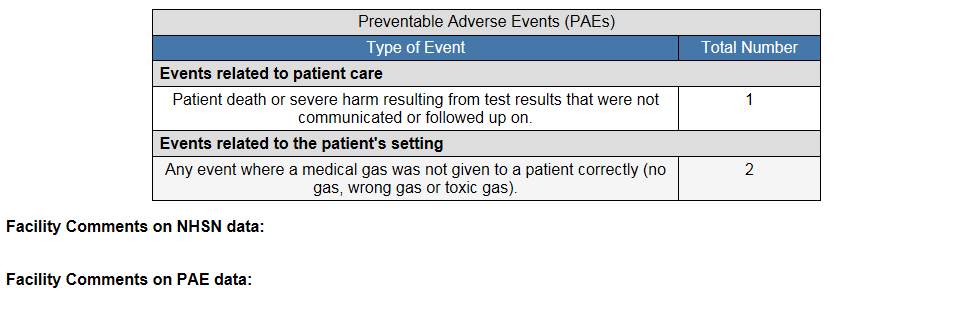 Preventable Adverse Events (PAEs)
Type of Event Total Number
Events related to patient care
Patient death or severe harm resulting from test results that were not 1
communicated or followed up on.
Events related to the patient's setting
Any event where a medical gas was not given to a patient correctly (no 2
gas, wrong gas or toxic gas).
Facility Comments on NHSN data:
Facility Comments on PAE data: